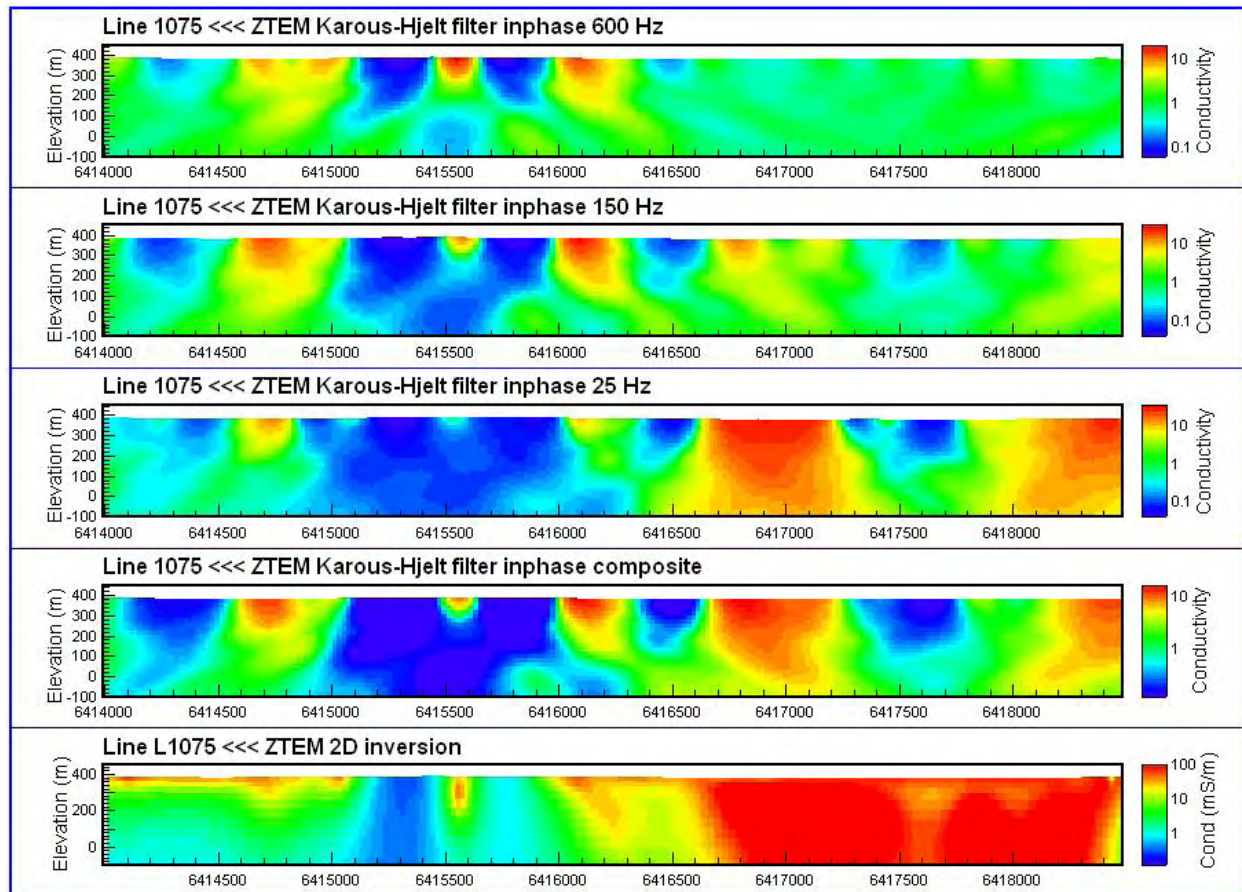 Line 1075 <<< ZTEM Karous-Hjelt filter inphase 600 Hz
Elevation (m)
400
300
200
100
0
-100
6414000 6414500 6415000 6415500 6416000 6416500 6417000 6417500 6418000
10
1
0.1
Conductivity
Line 1075 <<< ZTEM Karous-Hjelt filter inphase 150 Hz
Elevation (m)
400
300
200
100
0
-100
6414000 6414500 6415000 6415500 6416000 6416500 6417000 6417500 6418000
10
1
0.1
Conductivity
Line 1075 <<< ZTEM Karous-Hjelt filter inphase 25 Hz
Elevation (m)
400
300
200
100
0
-100
6414000 6414500 6415000 6415500 6416000 6416500 6417000 6417500 6418000
10
1
0.1
Conductivity
Line 1075 <<< ZTEM Karous-Hjelt filter inphase composite
Elevation (m)
400
300
200
100
0
-100
6414000 6414500 6415000 6415500 6416000 6416500 6417000 6417500 6418000
10
1
Conductivity
Line L1075 <<< ZTEM 2D inversion
Elevation (m)
400
200
0
6414500 6415000 6415500 6416000 6416500 6417000 6417500 6418000
100
10
1
Cond (mS/m)